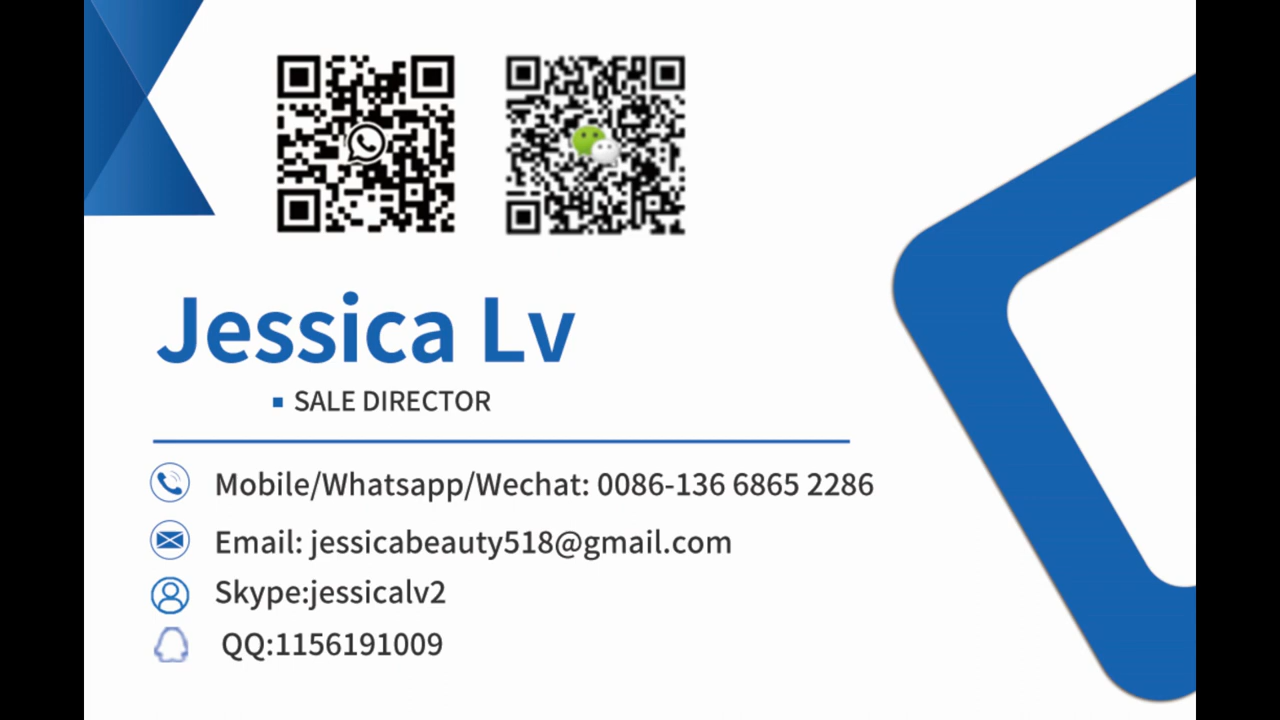 Jessica Lv
SALE DIRECTOR
Mobile/Whatsapp/Wechat: 0086-136 6865 2286
Email: jessicabeauty518@gmail.com
Skype:jessicalv2
QQ:1156191009